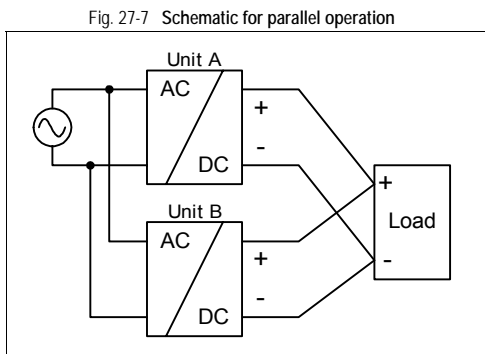 Fig. 27-7 Schematic for parallel operation
Unit A
AC
+
-
DC
+
Load
-
Unit B
AC
+
-
DC